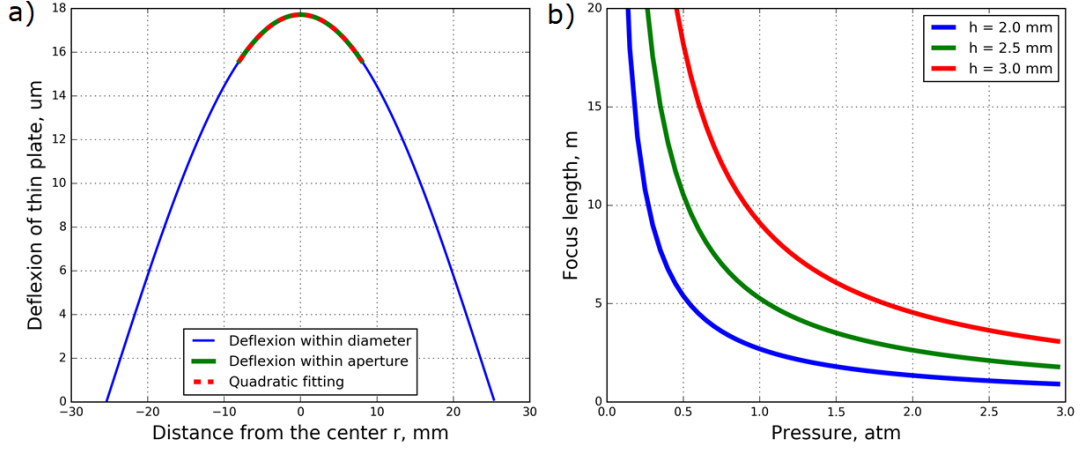 a)
Deflexion of thin plate, um
18
16
14
12
10
8
6
4
2
0
−30
−20
−10
0
10
20
30
Distance from the center r, mm
Deflexion within diameter
Deflexion within aperture
Quadratic fitting
b)
Focus length, m
20
15
10
5
0
0.0
0.5
1.0
1.5
2.0
2.5
3.0
Pressure, atm
h = 2.0 mm
h = 2.5 mm
h = 3.0 mm